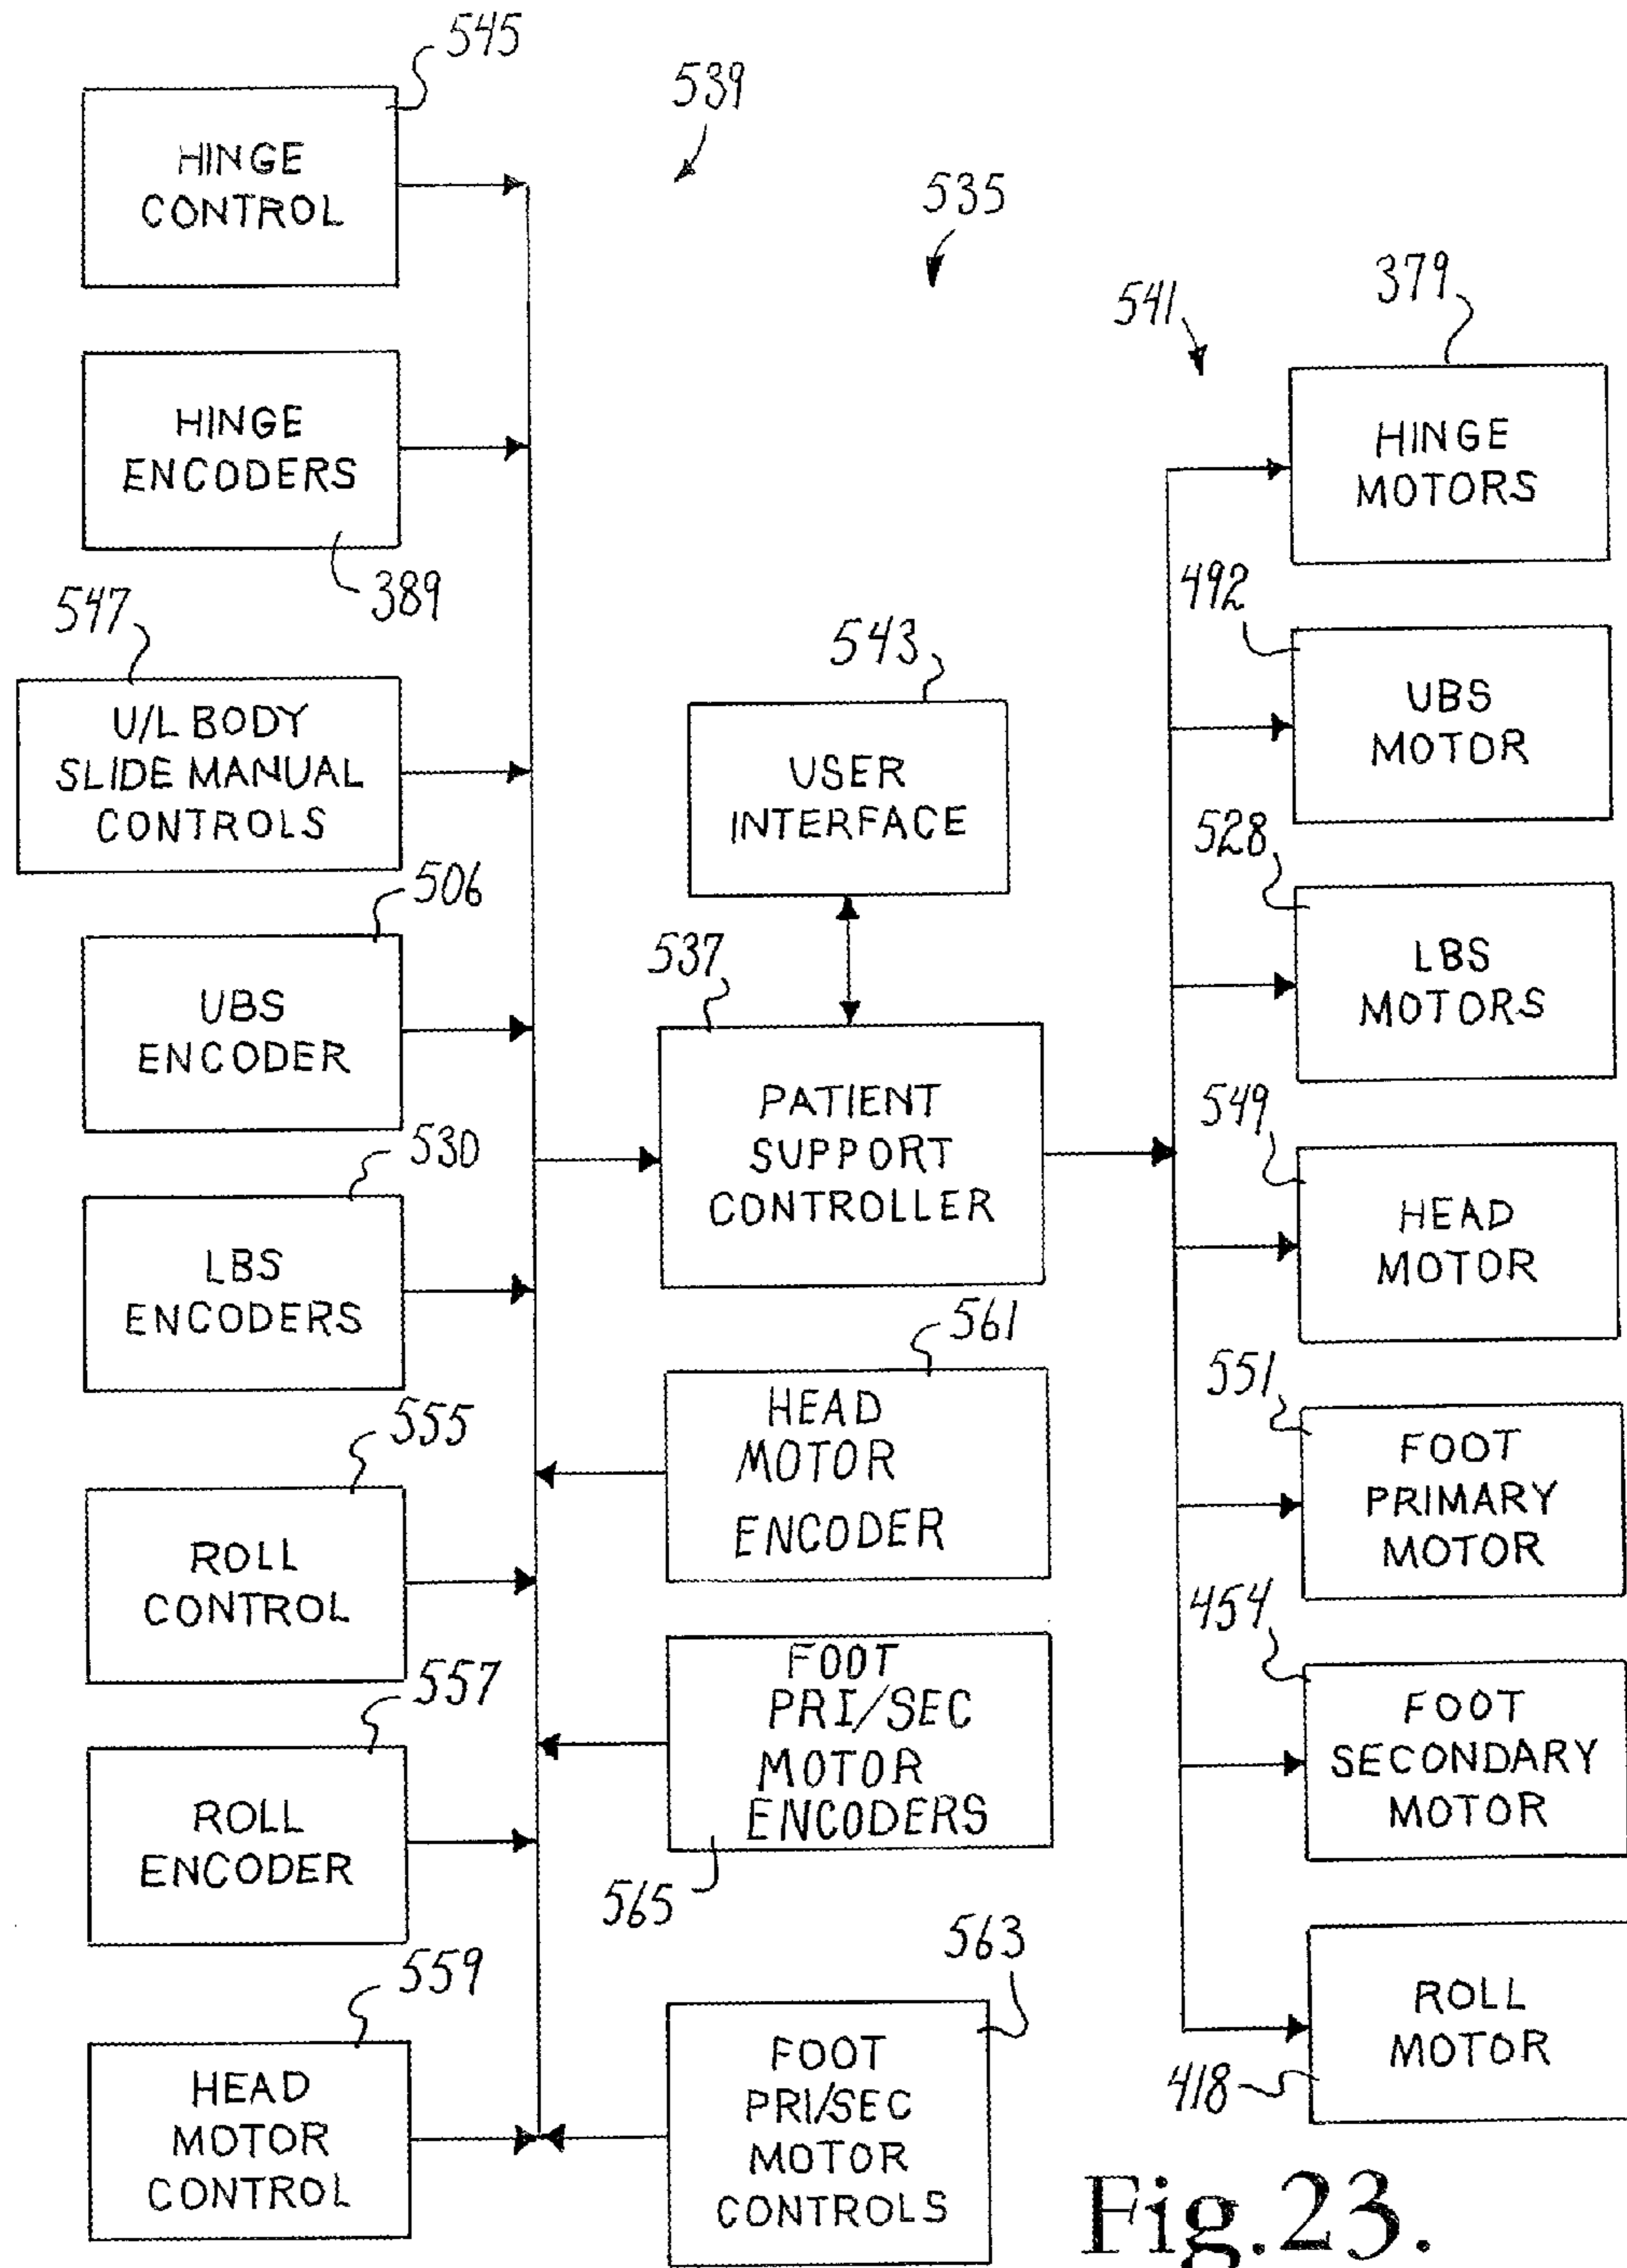 545
HINGE
CONTROL
539
535
HINGE
ENCODERS
389
541
379
HINGE
MOTORS
547
U/L BODY
SLIDE MANUAL
CONTROLS
543
USER
INTERFACE
492
UBS
MOTOR
506
UBS
ENCODER
537
PATIENT
SUPPORT
CONTROLLER
528
LBS
MOTORS
530
LBS
ENCODERS
549
HEAD
MOTOR
561
HEAD
MOTOR
ENCODER
551
FOOT
PRIMARY
MOTOR
555
ROLL
CONTROL
FOOT
PRI/SEC
MOTOR
ENCODERS
565
454
FOOT
SECONDARY
MOTOR
557
ROLL
ENCODER
559
HEAD
MOTOR
CONTROL
563
FOOT
PRI/SEC
MOTOR
CONTROLS
ROLL
MOTOR
418
Fig.23.